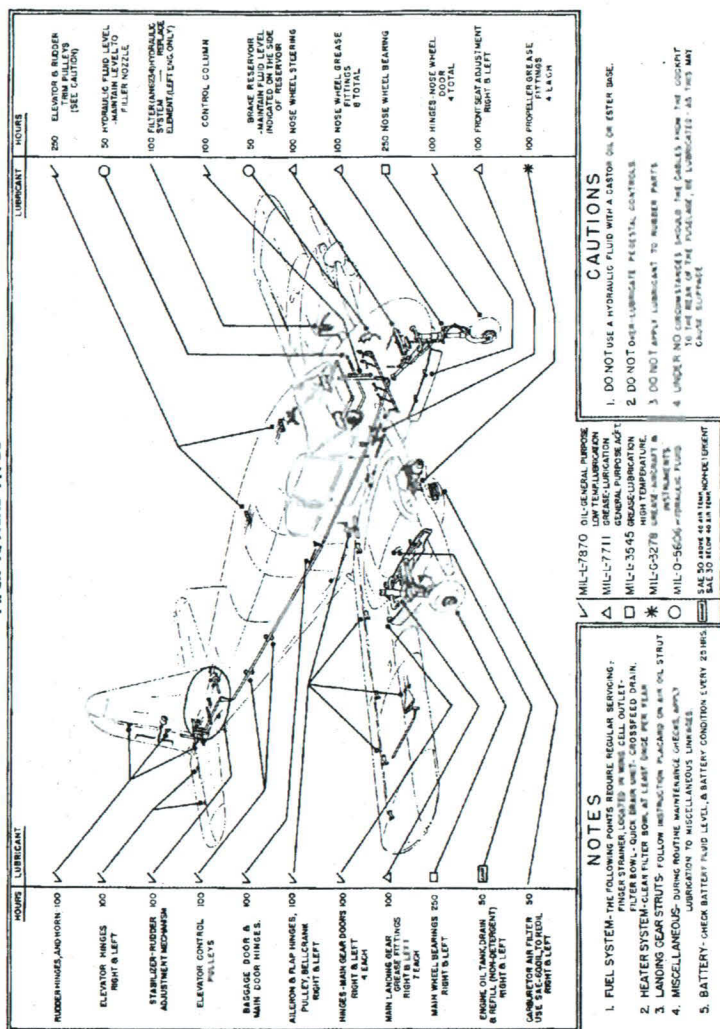 HOURS LUBRICANT
RUDDER HINGES, AND HORN 100
ELEVATOR HINGES 100
RIGHT & LEFT
STABILIZER-RUDDER 100
ADJUSTMENT MECHANISM
ELEVATOR CONTROL 100
PULLEYS
BAGGAGE DOOR & 100
MAIN DOOR HINGES.
AILERON & FLAP HINGES, 100
PULLEY, BELLCRANK
RIGHT & LEFT
HINGES-MAIN GEAR DOORS 100
RIGHT & LEFT
4 EACH
MAIN LANDING GEAR 100
GREASE FITTINGS
RIGHT & LEFT
7 EACH
MAIN WHEEL BEARINGS 250
RIGHT & LEFT
ENGINE OIL TANK, DRAIN 50
& REFILL (NON-DETERGENT)
RIGHT & LEFT
CARBURETOR AIR FILTER 50
USE SAE-60 OIL, TO REOIL
RIGHT & LEFT
LUBRICANT HOURS
250 ELEVATOR & RUDDER
TRIM PULLEYS
(SEE CAUTION)
50 HYDRAULIC FLUID LEVEL
-MAINTAIN LEVEL TO
FILLER NOZZLE
100 FILTER HYDRAULIC
SYSTEM REPLACE
ELEMENT (LEFT ENG. ONLY)
100 CONTROL COLUMN
50 BRAKE RESERVOIR
-MAINTAIN FLUID LEVEL
(INDICATED ON THE SIDE
OF RESERVOIR
100 NOSE WHEEL STEERING
100 NOSE WHEEL GREASE
FITTINGS
8 TOTAL
250 NOSE WHEEL BEARING
100 HINGES-NOSE WHEEL
DOOR
4 TOTAL
100 FRONT SEAT ADJUSTMENT
RIGHT & LEFT
100 PROPELLER GREASE
FITTINGS
4 EACH
NOTES
1. FUEL SYSTEM-THE FOLLOWING POINTS REQUIRE REGULAR SERVICING;
FINGER STRAINER, LOCATED IN WING CELL OUTLET-
FILTER BOWL-QUICK DRAIN UNIT- CROSSFEED DRAIN.
2. HEATER SYSTEM-CLEAN FILTER BOWL AT LEAST ONCE PER YEAR
3. LANDING GEAR STRUTS- FOLLOW INSTRUCTION PLACARD ON AIR OIL STRUT
4. MISCELLANEOUS- DURING ROUTINE MAINTENANCE CHECKS, APPLY
LUBRICATION TO MISCELLANEOUS LINKAGES.
5. BATTERY- CHECK BATTERY FLUID LEVEL, & BATTERY CONDITION EVERY 25 HRS.
MIL-L-7870 OIL-GENERAL PURPOSE
LOW TEMP LUBRICATION
MIL-L-7711 GREASE-LURICATION
GENERAL PURPOSE ACFT.
MIL-L-3545 GREASE-LUBRICATION
HIGH TEMPERATURE.
MIL-G-3278 GREASE-AIRCRAFT &
INSTRUMENTS
MIL-O-5606 -HYDRAULIC FLUID
SAE 50 ABOVE 40 AIR TEMP. NON-DETERGENT
SAE 30 BELOW 40 AIR TEMP.
CAUTIONS
1. DO NOT USE A HYDRAULIC FLUID WITH A CASTOR OIL OR ESTER BASE.
2 DO NOT OVER-LUBRICATE PEDESTAL CONTROLS.
3 DO NOT APPLY LUBRICANT TO RUBBER PARTS
4 UNDER NO CIRCUMSTANCES SHOULD THE CABLES FROM THE COCKPIT
TO THE REAR OF THE FUSELAGE, BE LUBRICATED - AS THIS MAY
CAUSE SLIPPAGE